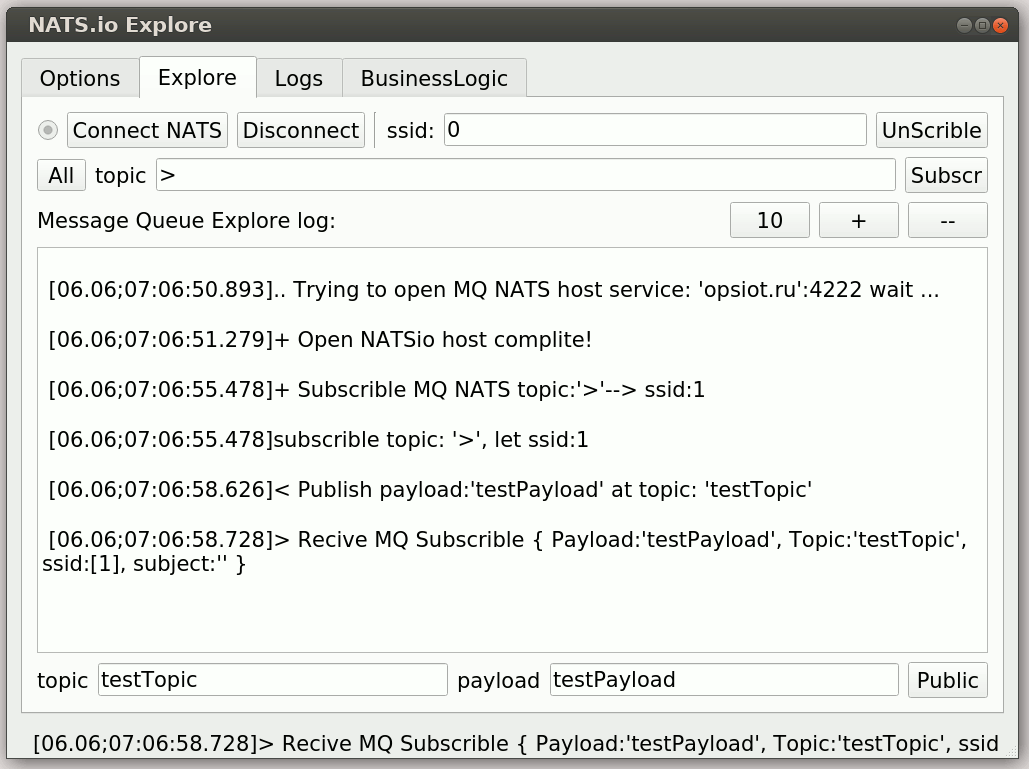 NATS.io Explore
Options Explore Logs BusinessLogic
Connect NATS Disconnect ssid: 0 UnScrible
All topic > Subscr
Message Queue Explore log: 10 + --
[06.06;07:06:50.893].. Trying to open MQ NATS host service: 'opsiot.ru':4222 wait ...
[06.06;07:06:51.279]+ Open NATSio host complite!
[06.06;07:06:55.478]+ Subscrible MQ NATS topic:'>'--> ssid:1
[06.06;07:06:55.478]subscrible topic: '>', let ssid:1
[06.06;07:06:58.626]< Publish payload:'testPayload' at topic: 'testTopic'
[06.06;07:06:58.728]> Recive MQ Subscrible { Payload:'testPayload', Topic:'testTopic',
ssid:[1], subject:'' }
topic testTopic payload testPayload Public
[06.06;07:06:58.728]> Recive MQ Subscrible { Payload:'testPayload', Topic:'testTopic', ssid